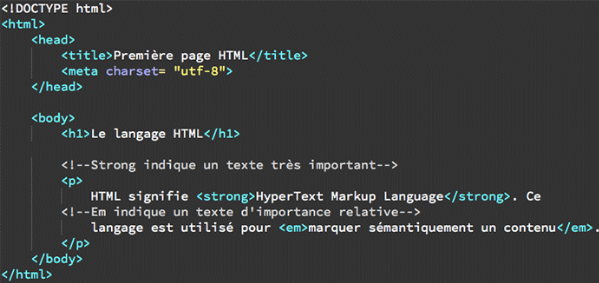 <!DOCTYPE html>
<html>
<head>
<title>Première page HTML</title>
<meta charset= "utf-8">
</head>
<body>
<h1>Le langage HTML</h1>
<!--Strong indique un texte très important-->
<p>
HTML signifie <strong>HyperText Markup Language</strong>. Ce
<!--Em indique un texte d'importance relative-->
langage est utilisé pour <em>marquer sémantiquement un contenu</em>.
</p>
</body>
</html>